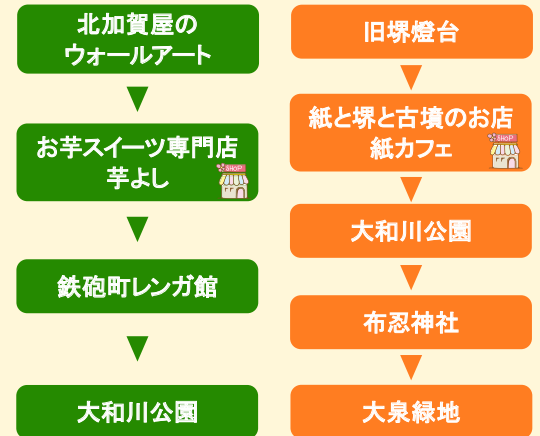 北加賀屋の
ウォールアート
お芋スイーツ専門店
芋よし
SHOP
鉄砲町レンガ館
大和川公園
旧堺燈台
紙と堺と古墳のお店
紙カフェ
SHOP
大和川公園
布忍神社
大泉緑地